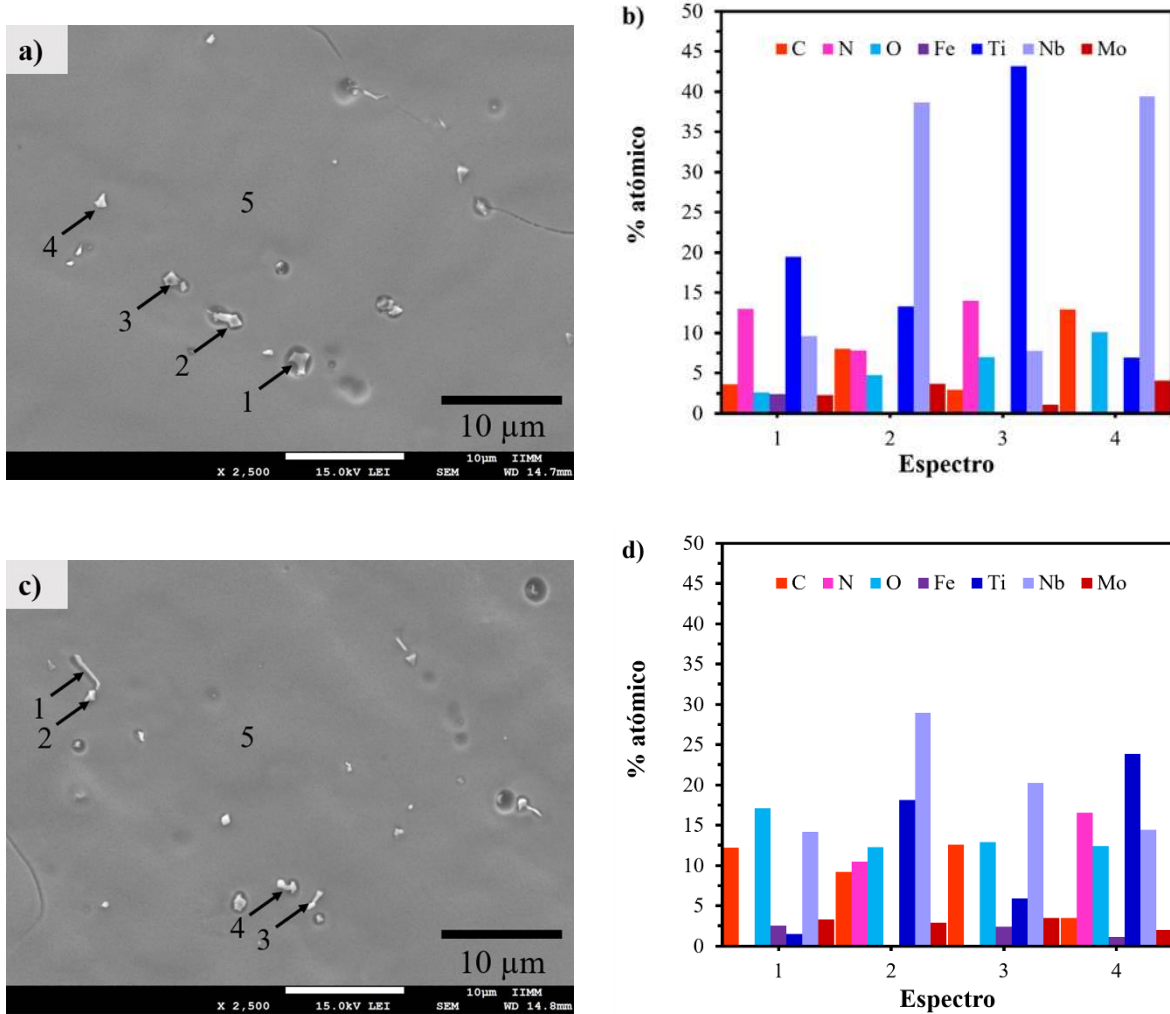 a)
5
4
3
2
1
10 µm
X 2,500 15.0kV LEI SEM 10µm IIMM WD 14.7mm
b)
50
C N O Fe Ti Nb Mo
45
40
35
30
25
20
15
10
5
0
% atómico
1 2 3 4
Espectro
c)
1
2
5
4
3
10 µm
X 2,500 15.0kV LEI SEM 10µm IIMM WD 14.8mm
d)
50
C N O Fe Ti Nb Mo
45
40
35
30
25
20
15
10
5
0
% atómico
1 2 3 4
Espectro